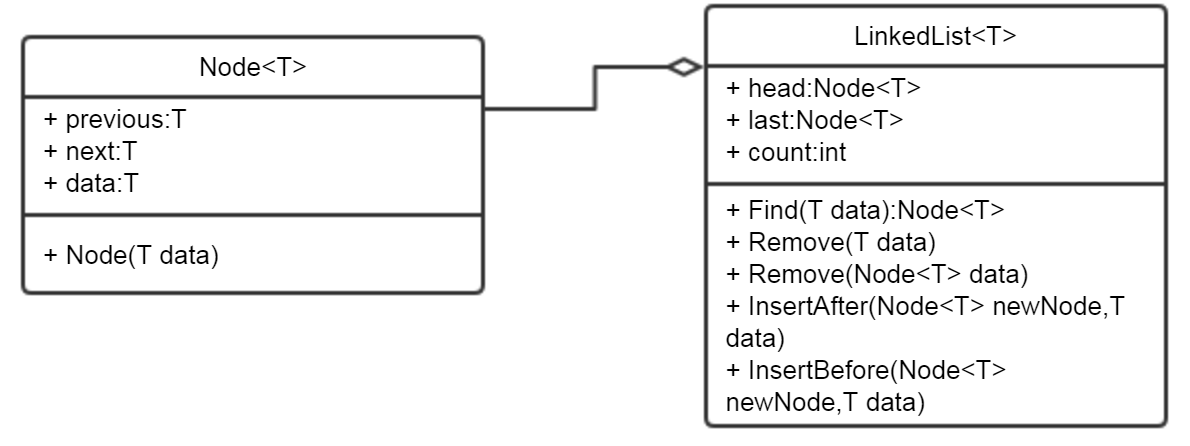 Node<T>
+ previous:T
+ next:T
+ data:T
+ Node(T data)
LinkedList<T>
+ head:Node<T>
+ last:Node<T>
+ count:int
+ Find(T data):Node<T>
+ Remove(T data)
+ Remove(Node<T> data)
+ InsertAfter(Node<T> newNode,T
data)
+ InsertBefore(Node<T>
newNode,T data)